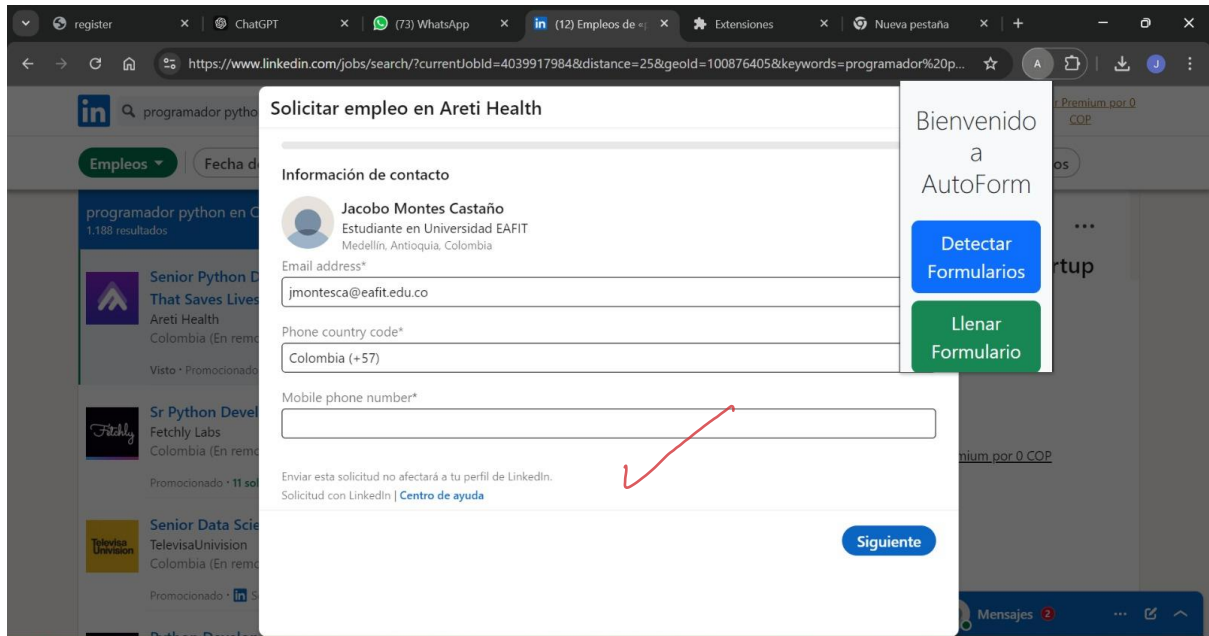 register
ChatGPT
(73) WhatsApp
in (12) Empleos de
Extensiones
Nueva pestaña
https://www.linkedin.com/jobs/search/?currentJobId=4039917984&distance=25&geoId=100876405&keywords=programador%20p...
A
J
in
programador pytho
r Premium por 0
COP
Empleos
Fecha d
os
Solicitar empleo en Areti Health
Información de contacto
Jacobo Montes Castaño
Estudiante en Universidad EAFIT
Medellín, Antioquia, Colombia
Email address*
jmontesca@eafit.edu.co
Phone country code*
Colombia (+57)
Mobile phone number*
Enviar esta solicitud no afectará a tu perfil de LinkedIn.
Solicitud con LinkedIn | Centro de ayuda
Siguiente
Bienvenido
a
AutoForm
Detectar
Formularios
Llenar
Formulario
programador python en C
1.188 resultados
Senior Python D
That Saves Lives
Areti Health
Colombia (En remo
Visto · Promocionado
Sr Python Devel
Fetchly Labs
Colombia (En remo
Promocionado · 11 sol
Senior Data Scie
TelevisaUnivision
Colombia (En remo
Promocionado · in S
Fetchly
Televisa
Univision
rtup
mium por 0 COP
Mensajes 2